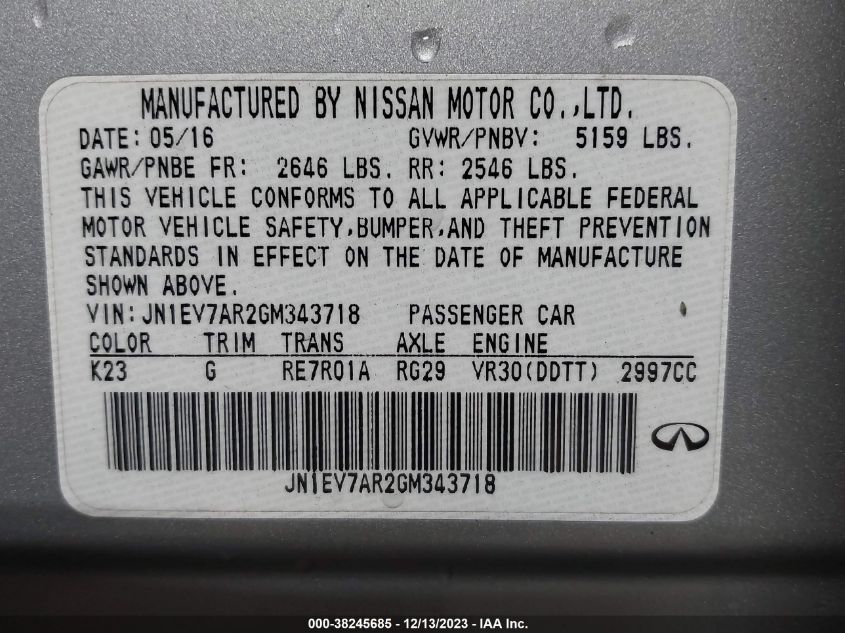 MANUFACTURED BY NISSAN MOTOR CO.,LTD.
DATE: 05/16 GVWR/PNBV: 5159 LBS.
GAWR/PNBE FR: 2646 LBS. RR: 2546 LBS.
THIS VEHICLE CONFORMS TO ALL APPLICABLE FEDERAL
MOTOR VEHICLE SAFETY,BUMPER,AND THEFT PREVENTION
STANDARDS IN EFFECT ON THE DATE OF MANUFACTURE
SHOWN ABOVE.
VIN: JN1EV7AR2GM343718 PASSENGER CAR
COLOR TRIM TRANS AXLE ENGINE
K23 G RE7R01A RG29 VR30(DDTT) 2997CC
JN1EV7AR2GM343718
000-38245685 - 12/13/2023 - IAA Inc.